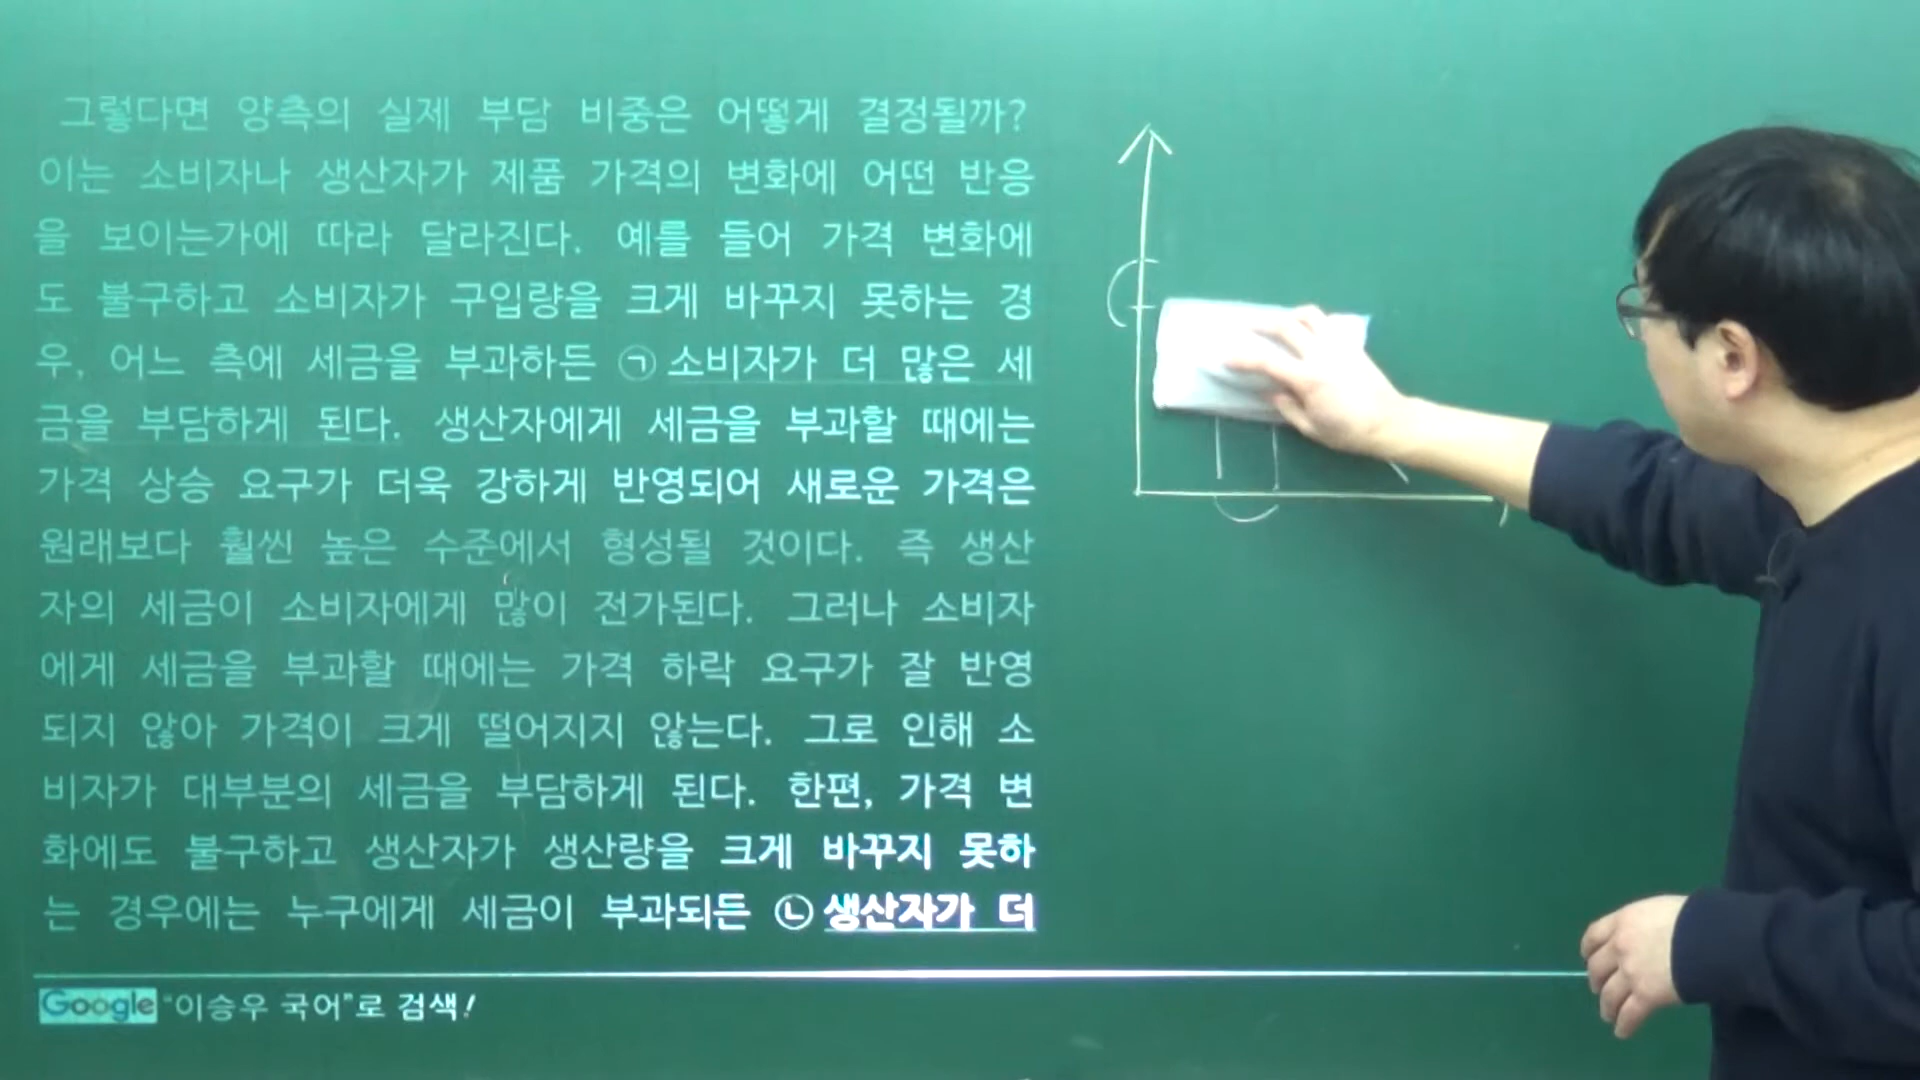 그렇다면 양측의 실제 부담 비중은 어떻게 결정될까?
이는 소비자나 생산자가 제품 가격의 변화에 어떤 반응
을 보이는가에 따라 달라진다. 예를 들어 가격 변화에
도 불구하고 소비자가 구입량을 크게 바꾸지 못하는 경
우, 어느 측에 세금을 부과하든 ㉠소비자가 더 많은 세
금을 부담하게 된다. 생산자에게 세금을 부과할 때에는
가격 상승 요구가 더욱 강하게 반영되어 새로운 가격은
원래보다 훨씬 높은 수준에서 형성될 것이다. 즉 생산
자의 세금이 소비자에게 많이 전가된다. 그러나 소비자
에게 세금을 부과할 때에는 가격 하락 요구가 잘 반영
되지 않아 가격이 크게 떨어지지 않는다. 그로 인해 소
비자가 대부분의 세금을 부담하게 된다. 한편, 가격 변
화에도 불구하고 생산자가 생산량을 크게 바꾸지 못하
는 경우에는 누구에게 세금이 부과되든 ㉡생산자가 더
Google "이승우 국어"로 검색!